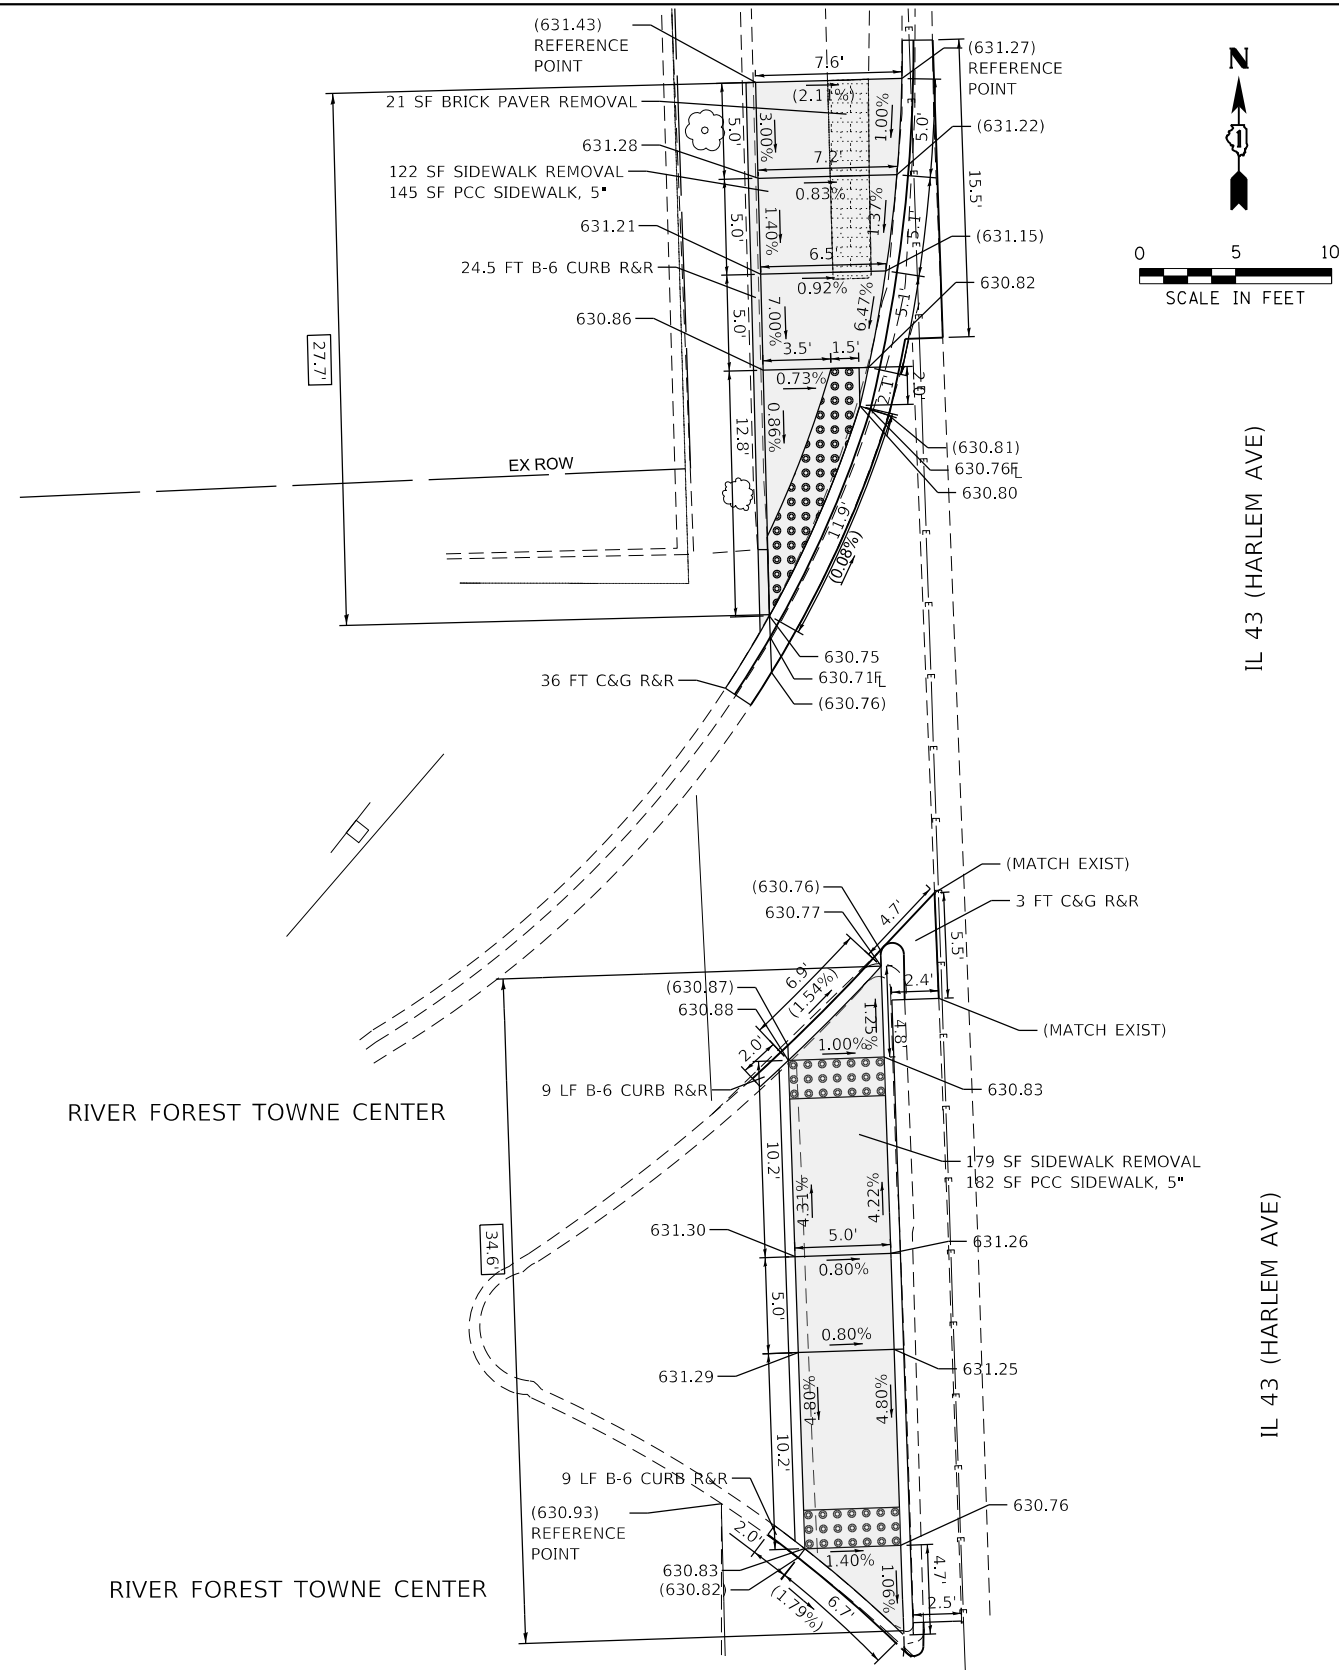 (631.43)
REFERENCE
POINT
7.6'
(631.27)
REFERENCE
POINT
N
21 SF BRICK PAVER REMOVAL
(2.11%)
5.0'
3.00%
1.00%
5.0'
(631.22)
631.28
7.2'
122 SF SIDEWALK REMOVAL
145 SF PCC SIDEWALK, 5"
0.83%
15.5'
5.0'
1.40%
1.37%
5.1'
631.21
(631.15)
6.5'
24.5 FT B-6 CURB R&R
0.92%
630.82
0 5 10
SCALE IN FEET
630.86
5.0'
7.00%
6.47%
5.1'
27.7'
3.5'
1.5'
0.73%
2.1'
2.0'
12.8'
0.86%
(630.81)
630.76FL
630.80
EX ROW
11.9'
(0.08%)
IL 43 (HARLEM AVE)
630.75
630.71FL
(630.76)
36 FT C&G R&R
(MATCH EXIST)
(630.76)
630.77
4.7'
3 FT C&G R&R
5.5'
6.9'
(1.54%)
2.4'
(630.87)
630.88
1.25%
4.8'
(MATCH EXIST)
2.0'
1.00%
9 LF B-6 CURB R&R
630.83
RIVER FOREST TOWNE CENTER
10.2'
179 SF SIDEWALK REMOVAL
182 SF PCC SIDEWALK, 5"
4.31%
4.22%
631.30
5.0'
631.26
34.6'
0.80%
IL 43 (HARLEM AVE)
5.0'
0.80%
631.29
631.25
4.80%
4.80%
10.2'
9 LF B-6 CURB R&R
(630.93)
REFERENCE
POINT
630.76
2.0'
1.40%
630.83
(630.82)
4.7'
1.06%
2.5'
(1.79%)
6.7'
RIVER FOREST TOWNE CENTER
E